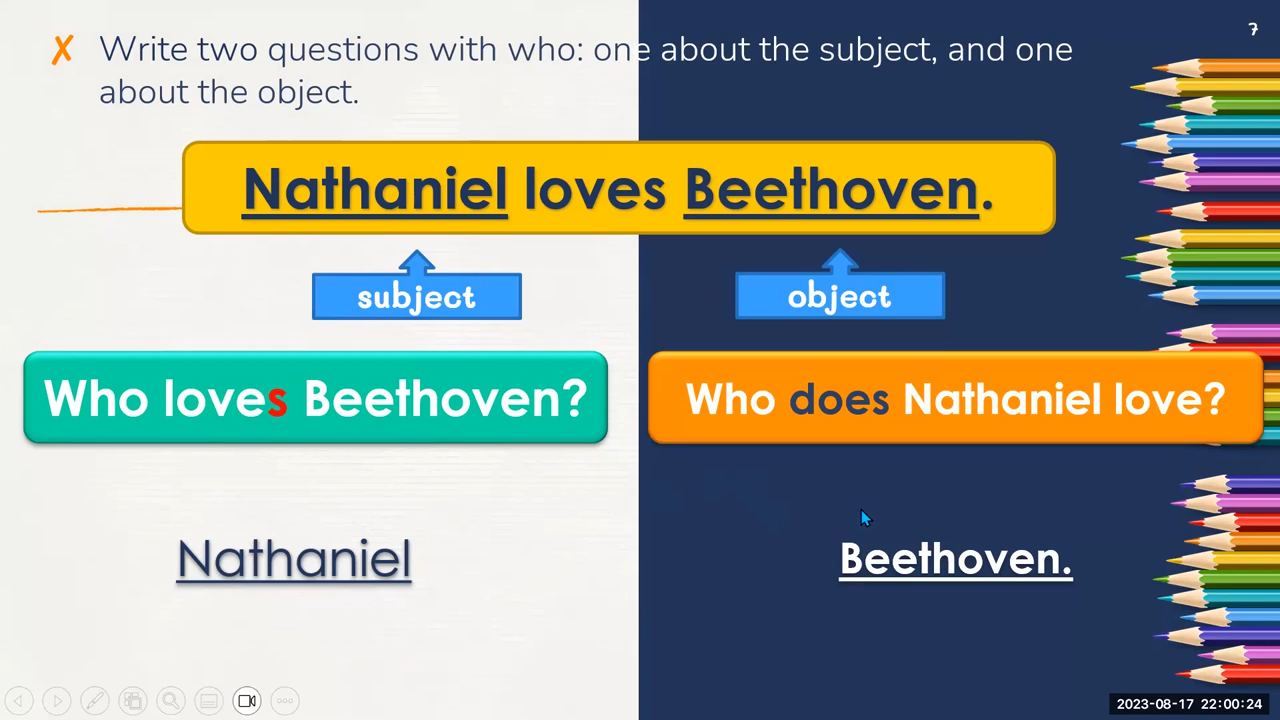 7
✗ Write two questions with who: one about the subject, and one
about the object.
Nathaniel loves Beethoven.
subject
object
Who loves Beethoven?
Who does Nathaniel love?
Nathaniel
Beethoven.
2023-08-17 22:00:24